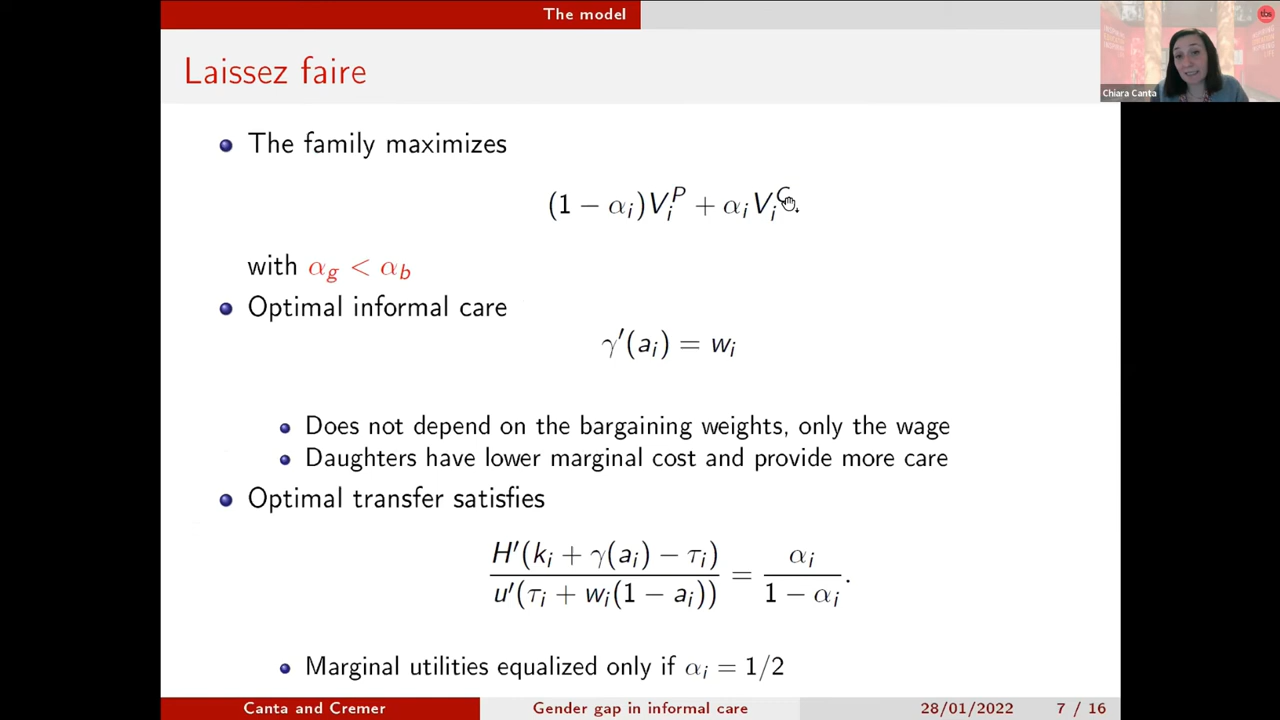 The model
tbs
Chiara Canta
Laissez faire
The family maximizes
(1 − αᵢ)Vᵢᴾ + αᵢVᵢᶜ.
with α_g < α_b
Optimal informal care
γ′(aᵢ) = wᵢ
Does not depend on the bargaining weights, only the wage
Daughters have lower marginal cost and provide more care
Optimal transfer satisfies
H′(kᵢ + γ(aᵢ) − τᵢ) / u′(τᵢ + wᵢ(1 − aᵢ)) = αᵢ / (1 − αᵢ).
Marginal utilities equalized only if αᵢ = 1/2
Canta and Cremer
Gender gap in informal care
28/01/2022
7 / 16